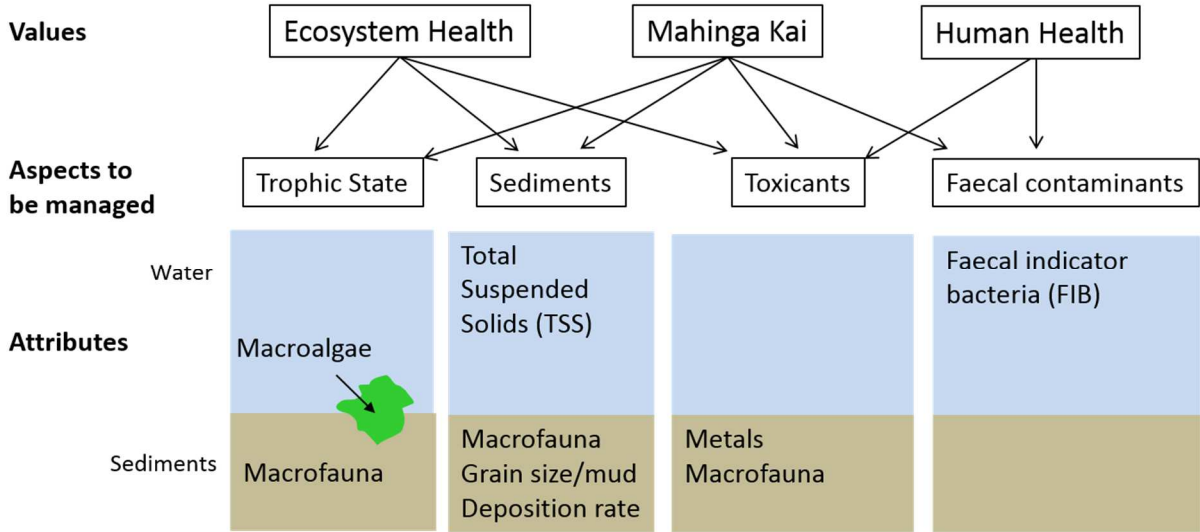 Values
Ecosystem Health
Mahinga Kai
Human Health
Aspects to
be managed
Trophic State
Sediments
Toxicants
Faecal contaminants
Water
Total
Suspended
Solids (TSS)
Faecal indicator
bacteria (FIB)
Attributes
Macroalgae
Sediments
Macrofauna
Macrofauna
Grain size/mud
Deposition rate
Metals
Macrofauna